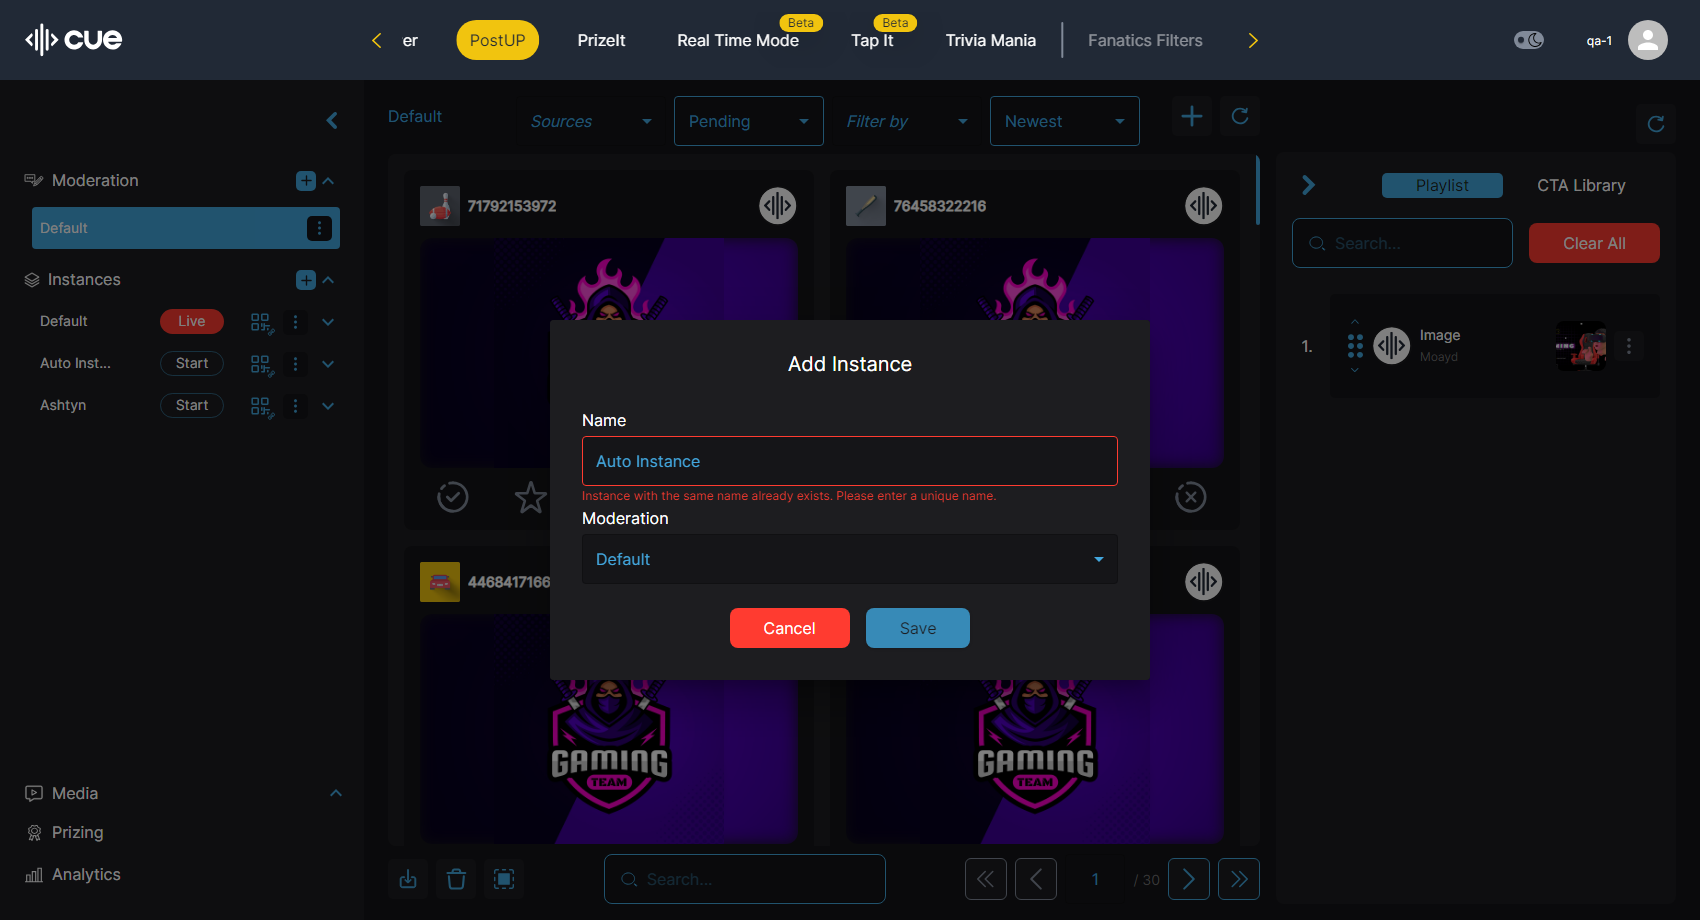 cue
er
PostUP
PrizeIt
Beta
Real Time Mode
Beta
Tap It
Trivia Mania
Fanatics Filters
qa-1
Moderation
Default
Instances
Default
Live
Auto Inst...
Start
Ashtyn
Start
Media
Prizing
Analytics
Default
Sources
Pending
Filter by
Newest
71792153972
76458322216
4468417166
GAMING
TEAM
GAMING
TEAM
Search...
1
/ 30
Add Instance
Name
Auto Instance
Instance with the same name already exists. Please enter a unique name.
Moderation
Default
Cancel
Save
Playlist
CTA Library
Search...
Clear All
1.
Image
Moayd